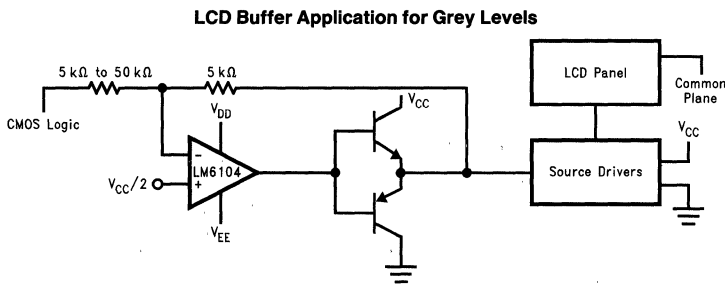 LCD Buffer Application for Grey Levels
5 kΩ to 50 kΩ
5 kΩ
CMOS Logic
VDD
LM6104
-
+
VCC/2
VEE
VCC
LCD Panel
Common
Plane
VCC
Source Drivers